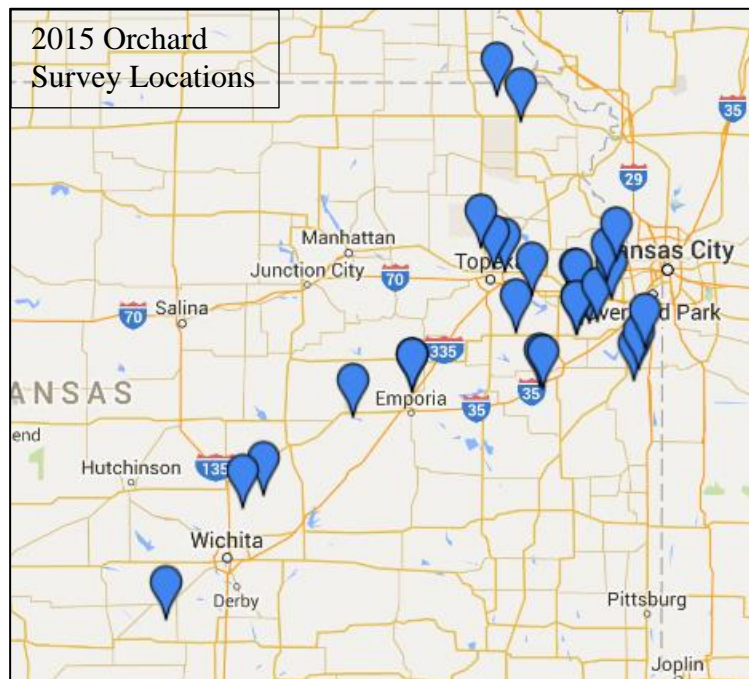 2015 Orchard
Survey Locations
35
29
Manhattan
Kansas City
Junction City
70
Topeka
Salina
70
Overland Park
335
ANSAS
Emporia
35
35
end
Hutchinson
135
Wichita
Derby
Pittsburg
Joplin